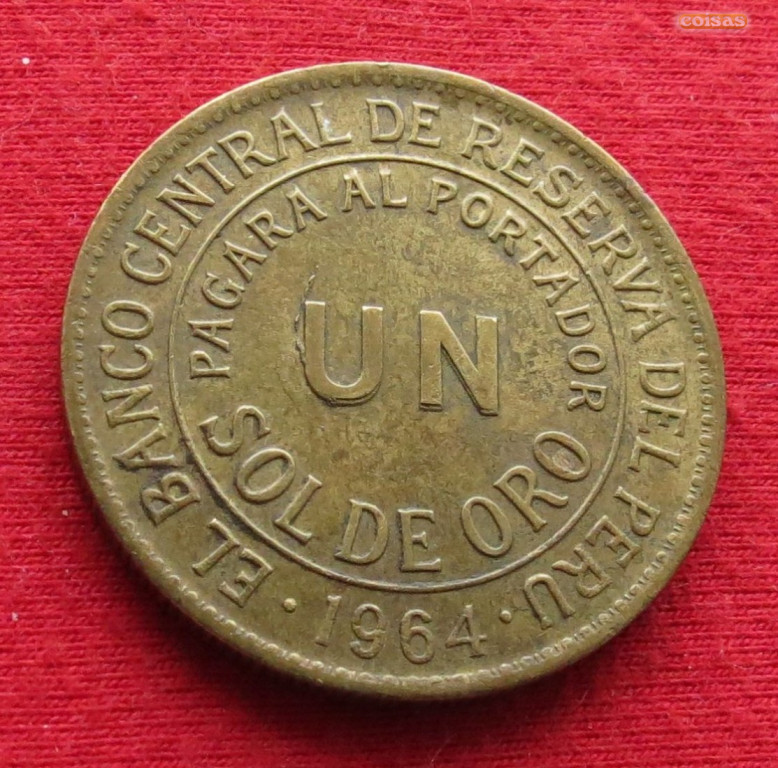 coisas
EL BANCO CENTRAL DE RESERVA DEL PERU
PAGARA AL PORTADOR
UN
SOL DE ORO
· 1964 ·